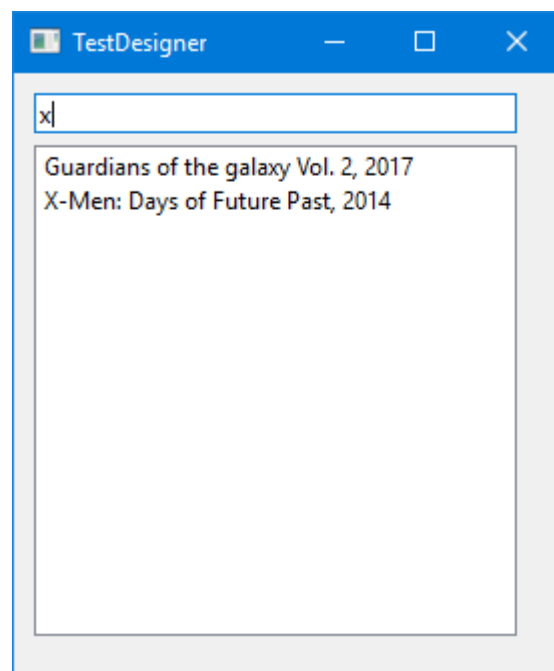 TestDesigner
x
Guardians of the galaxy Vol. 2, 2017
X-Men: Days of Future Past, 2014